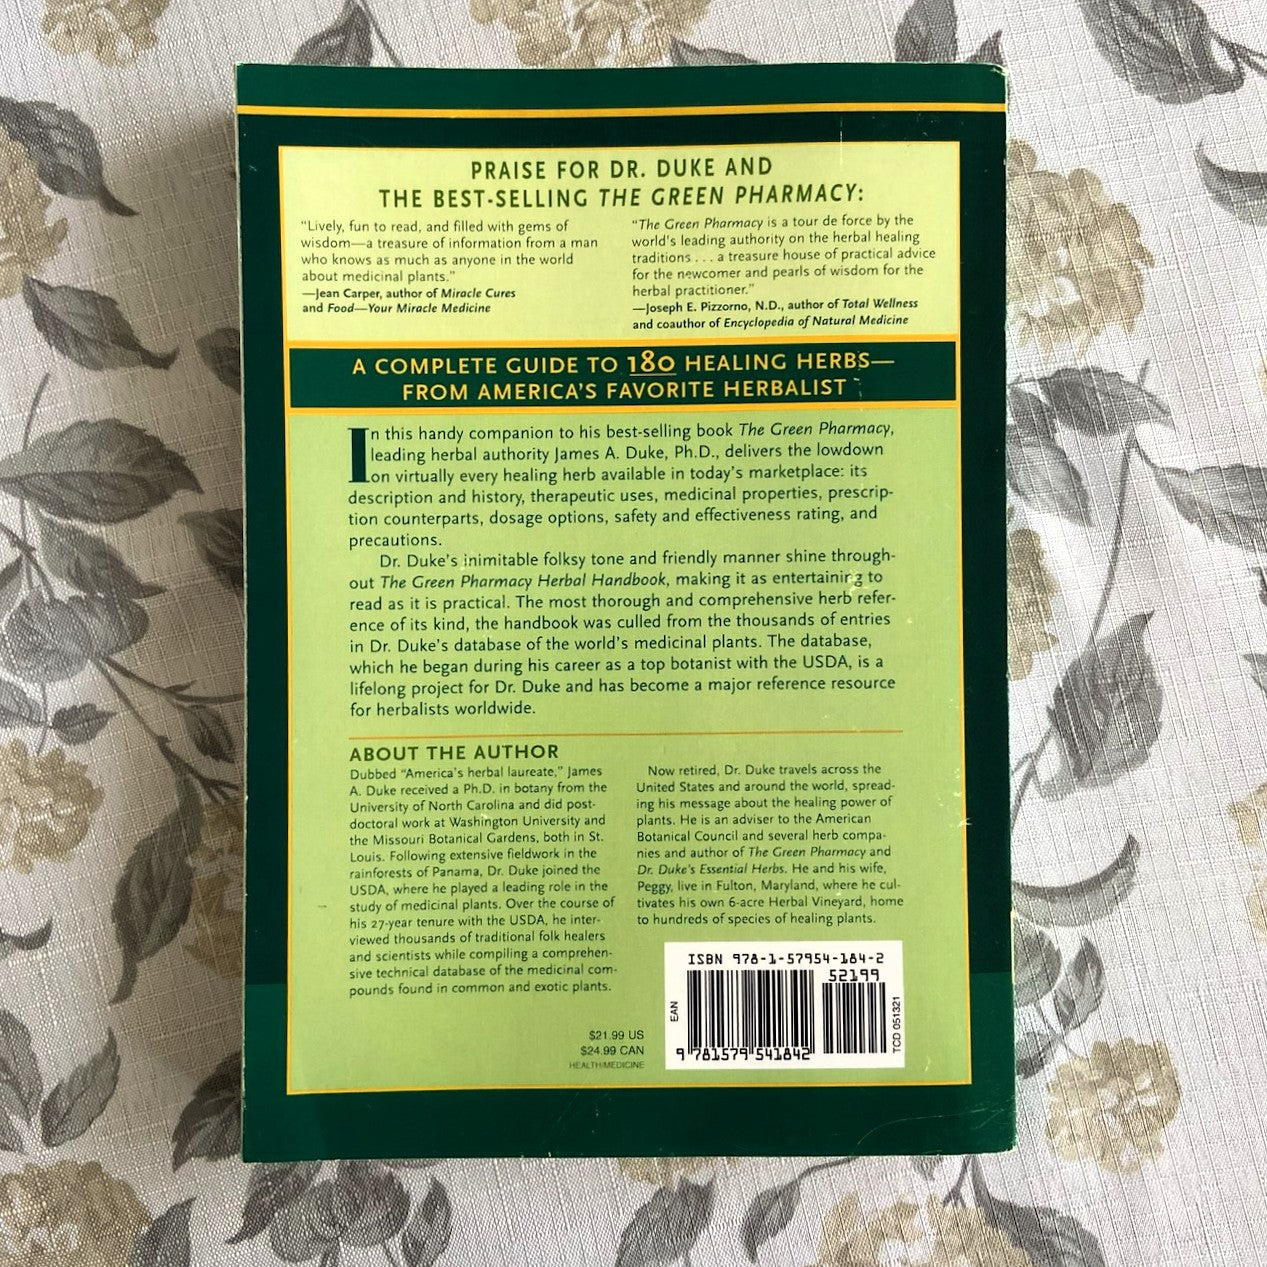 PRAISE FOR DR. DUKE AND
THE BEST-SELLING THE GREEN PHARMACY:
“Lively, fun to read, and filled with gems of
wisdom—a treasure of information from a man
who knows as much as anyone in the world
about medicinal plants.”
—Jean Carper, author of Miracle Cures
and Food—Your Miracle Medicine
“The Green Pharmacy is a tour de force by the
world's leading authority on the herbal healing
traditions . . . a treasure house of practical advice
for the newcomer and pearls of wisdom for the
herbal practitioner.”
—Joseph E. Pizzorno, N.D., author of Total Wellness
and coauthor of Encyclopedia of Natural Medicine
A COMPLETE GUIDE TO 180 HEALING HERBS—
FROM AMERICA'S FAVORITE HERBALIST
In this handy companion to his best-selling book The Green Pharmacy,
leading herbal authority James A. Duke, Ph.D., delivers the lowdown
on virtually every healing herb available in today's marketplace: its
description and history, therapeutic uses, medicinal properties, prescrip-
tion counterparts, dosage options, safety and effectiveness rating, and
precautions.
Dr. Duke's inimitable folksy tone and friendly manner shine through-
out The Green Pharmacy Herbal Handbook, making it as entertaining to
read as it is practical. The most thorough and comprehensive herb refer-
ence of its kind, the handbook was culled from the thousands of entries
in Dr. Duke's database of the world's medicinal plants. The database,
which he began during his career as a top botanist with the USDA, is a
lifelong project for Dr. Duke and has become a major reference resource
for herbalists worldwide.
ABOUT THE AUTHOR
Dubbed “America's herbal laureate,” James
A. Duke received a Ph.D. in botany from the
University of North Carolina and did post-
doctoral work at Washington University and
the Missouri Botanical Gardens, both in St.
Louis. Following extensive fieldwork in the
rainforests of Panama, Dr. Duke joined the
USDA, where he played a leading role in the
study of medicinal plants. Over the course of
his 27-year tenure with the USDA, he inter-
viewed thousands of traditional folk healers
and scientists while compiling a comprehen-
sive technical database of the medicinal com-
pounds found in common and exotic plants.
Now retired, Dr. Duke travels across the
United States and around the world, spread-
ing his message about the healing power of
plants. He is an adviser to the American
Botanical Council and several herb compa-
nies and author of The Green Pharmacy and
Dr. Duke's Essential Herbs. He and his wife,
Peggy, live in Fulton, Maryland, where he cul-
tivates his own 6-acre Herbal Vineyard, home
to hundreds of species of healing plants.
$21.99 US
$24.99 CAN
HEALTH/MEDICINE
ISBN 978-1-57954-184-2
52199
EAN
9 781579 541842
TCD 051321